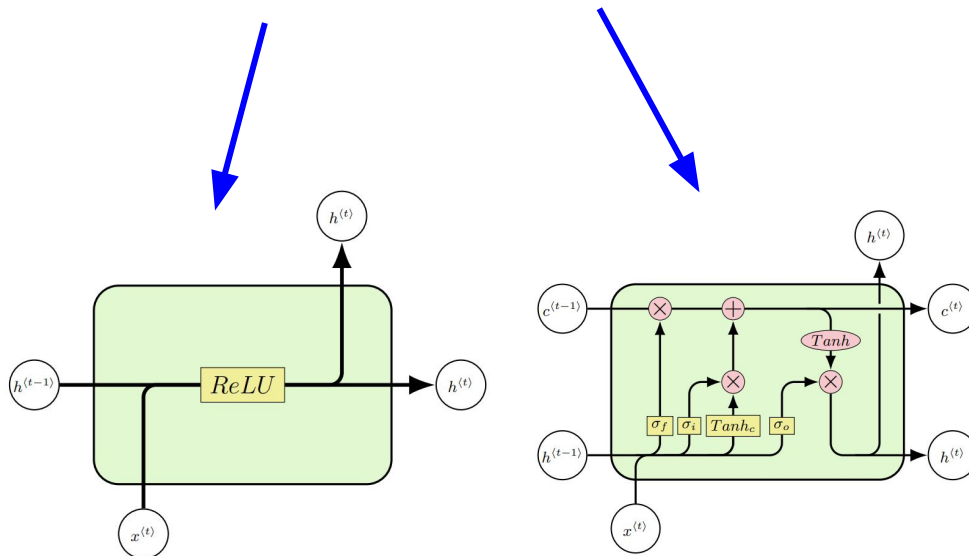 h⟨t⟩
h⟨t-1⟩
ReLU
h⟨t⟩
x⟨t⟩
h⟨t⟩
c⟨t-1⟩
×
+
c⟨t⟩
Tanh
×
×
σf
σi
Tanhc
σo
h⟨t-1⟩
h⟨t⟩
x⟨t⟩